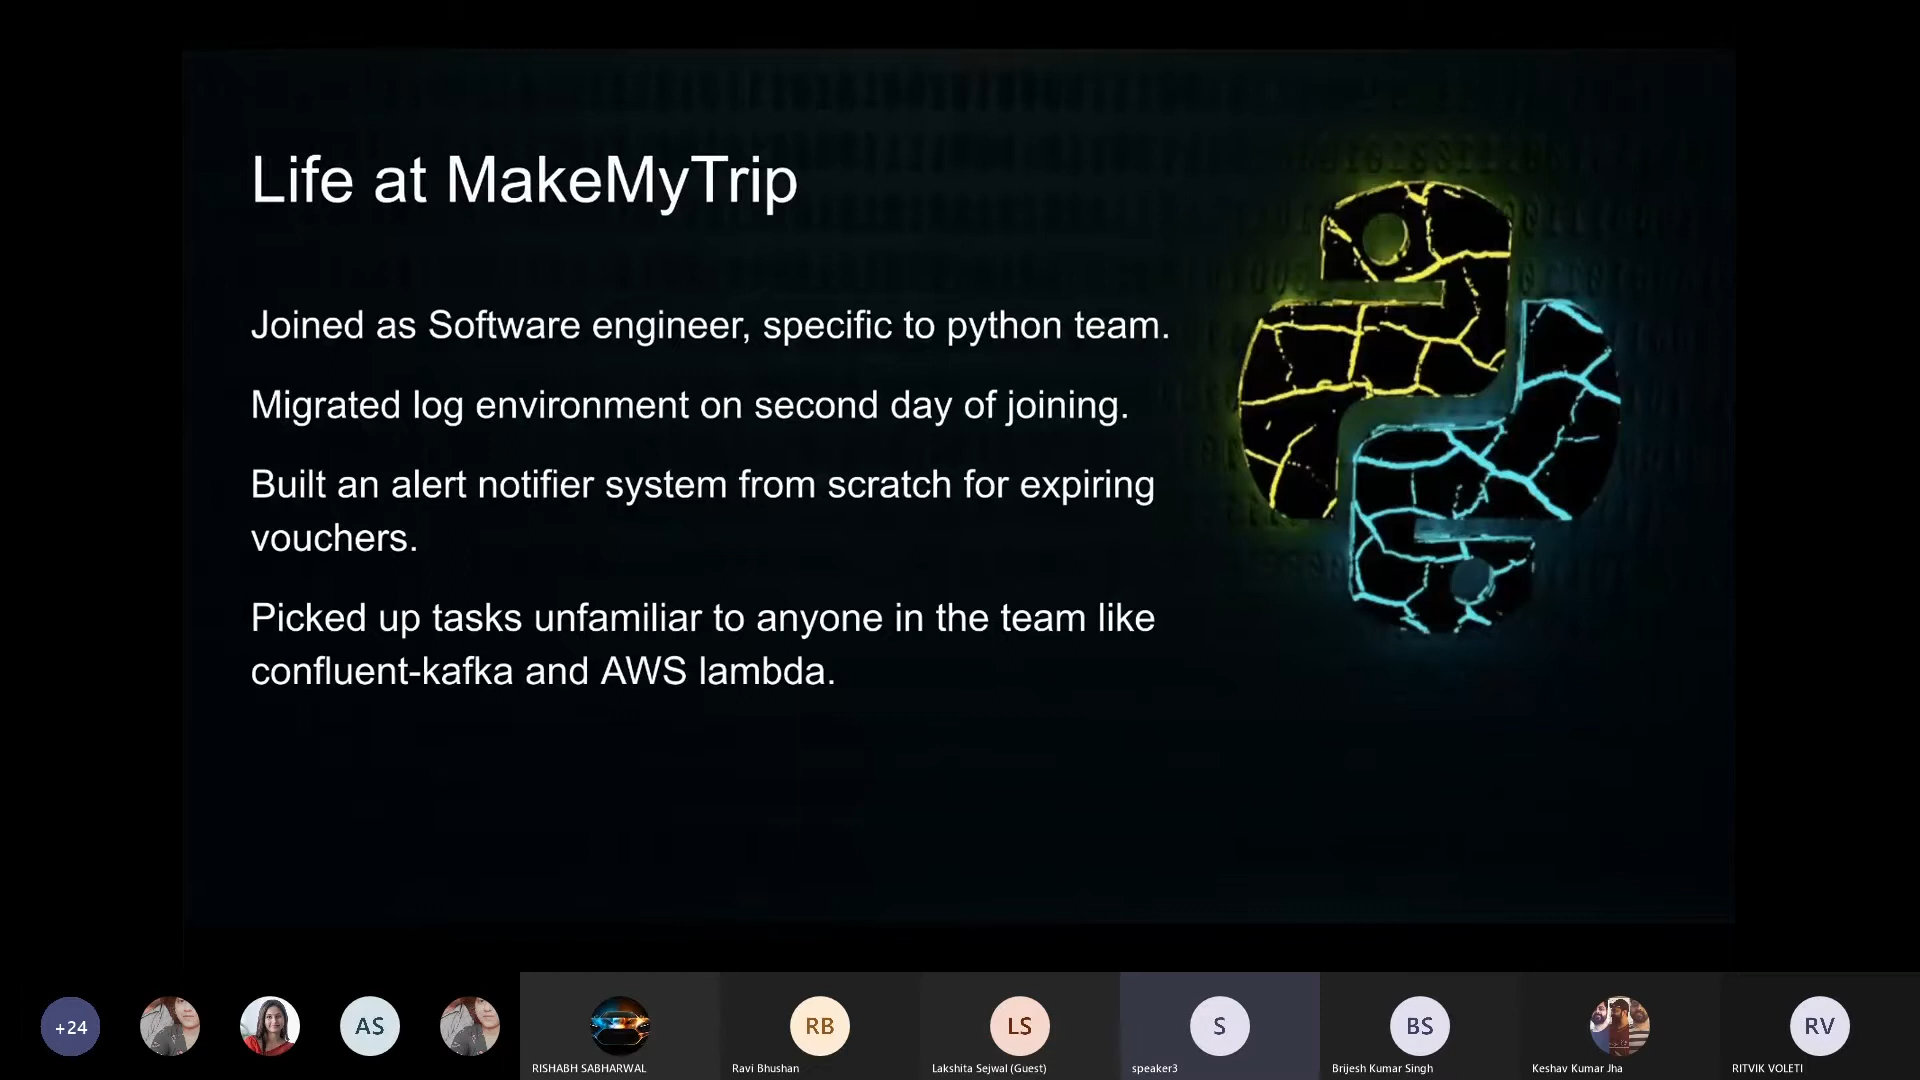 Life at MakeMyTrip
Joined as Software engineer, specific to python team.
Migrated log environment on second day of joining.
Built an alert notifier system from scratch for expiring
vouchers.
Picked up tasks unfamiliar to anyone in the team like
confluent-kafka and AWS lambda.
+24
AS
RB
LS
S
BS
RV
RISHABH SABHARWAL
Ravi Bhushan
Lakshita Sejwal (Guest)
speaker3
Brijesh Kumar Singh
Keshav Kumar Jha
RITVIK VOLETI